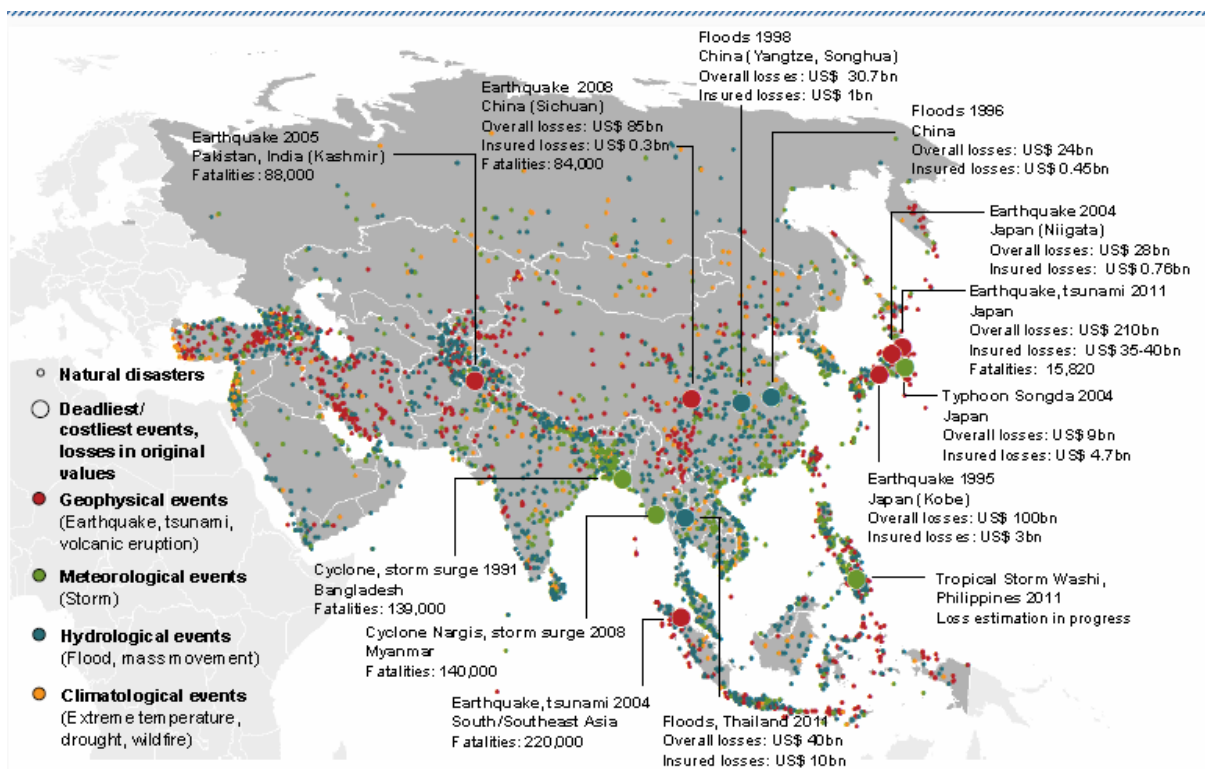 Floods 1998
China (Yangtze, Songhua)
Overall losses: US$ 30.7bn
Insured losses: US$ 1bn
Earthquake 2008
China (Sichuan)
Overall losses: US$ 85bn
Insured losses: US$ 0.3bn
Fatalities: 84,000
Floods 1996
China
Overall losses: US$ 24bn
Insured losses: US$ 0.45bn
Earthquake 2005
Pakistan, India (Kashmir)
Fatalities: 88,000
Earthquake 2004
Japan (Niigata)
Overall losses: US$ 28bn
Insured losses: US$ 0.76bn
Earthquake, tsunami 2011
Japan
Overall losses: US$ 210bn
Insured losses: US$ 35-40bn
Fatalities: 15,820
Typhoon Songda 2004
Japan
Overall losses: US$ 9bn
Insured losses: US$ 4.7bn
Earthquake 1995
Japan (Kobe)
Overall losses: US$ 100bn
Insured losses: US$ 3bn
Tropical Storm Washi,
Philippines 2011
Loss estimation in progress
Natural disasters
Deadliest/
costliest events,
losses in original
values
Geophysical events
(Earthquake, tsunami,
volcanic eruption)
Meteorological events
(Storm)
Hydrological events
(Flood, mass movement)
Climatological events
(Extreme temperature,
drought, wildfire)
Cyclone, storm surge 1991
Bangladesh
Fatalities: 139,000
Cyclone Nargis, storm surge 2008
Myanmar
Fatalities: 140,000
Earthquake, tsunami 2004
South/Southeast Asia
Fatalities: 220,000
Floods, Thailand 2011
Overall losses: US$ 40bn
Insured losses: US$ 10bn